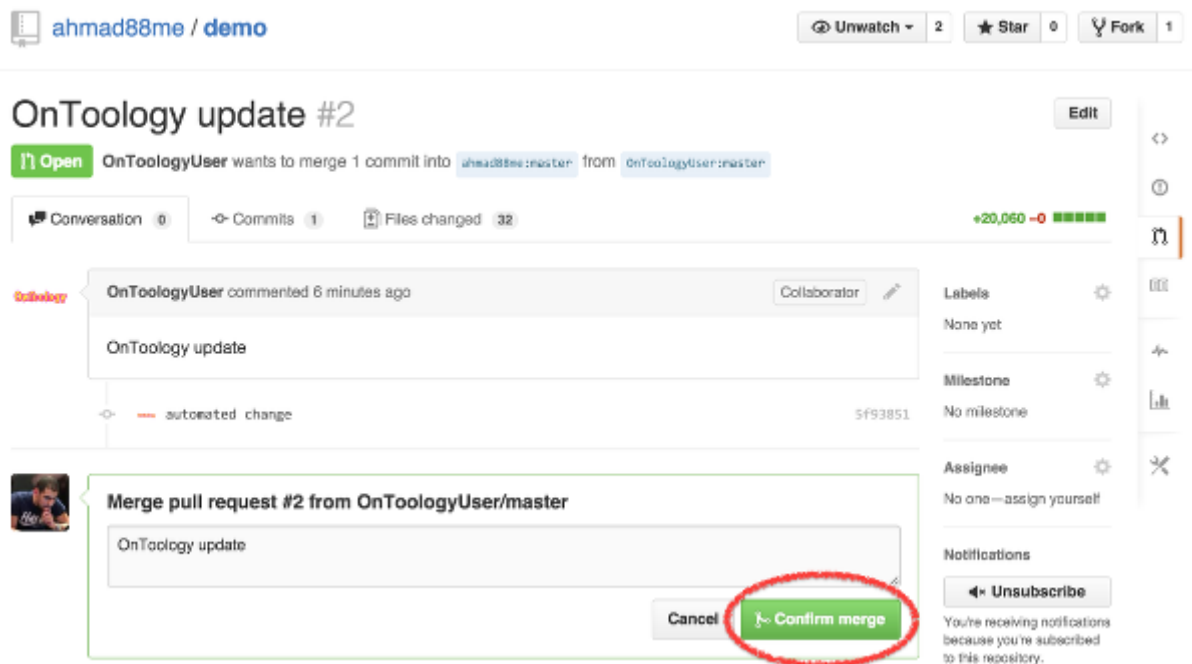 ahmad88me / demo
Unwatch 2 Star 0 Fork 1
OnToology update #2
Edit
Open OnToologyUser wants to merge 1 commit into ahmad88me:master from OnToologyUser:master
Conversation 0 Commits 1 Files changed 32
+20,060 −0
OnToology
OnToologyUser commented 6 minutes ago
Collaborator
OnToology update
automated change 5f93851
Labels
None yet
Milestone
No milestone
Assignee
No one—assign yourself
Merge pull request #2 from OnToologyUser/master
OnToology update
Cancel Confirm merge
Notifications
Unsubscribe
You're receiving notifications
because you're subscribed
to this repository.